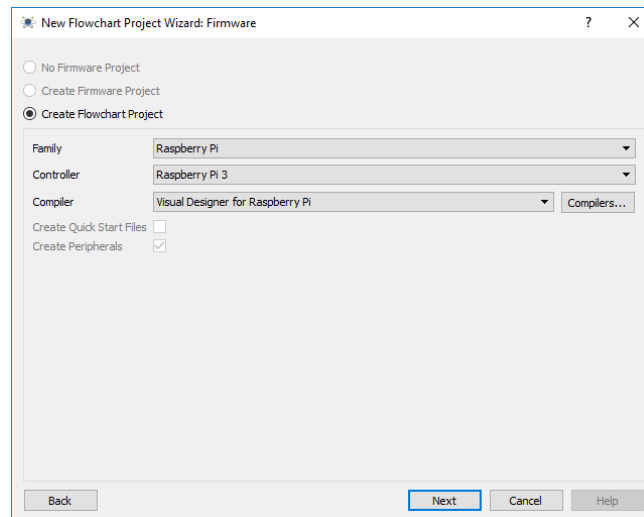 New Flowchart Project Wizard: Firmware
No Firmware Project
Create Firmware Project
Create Flowchart Project
Family Raspberry Pi
Controller Raspberry Pi 3
Compiler Visual Designer for Raspberry Pi Compilers...
Create Quick Start Files
Create Peripherals
Back Next Cancel Help